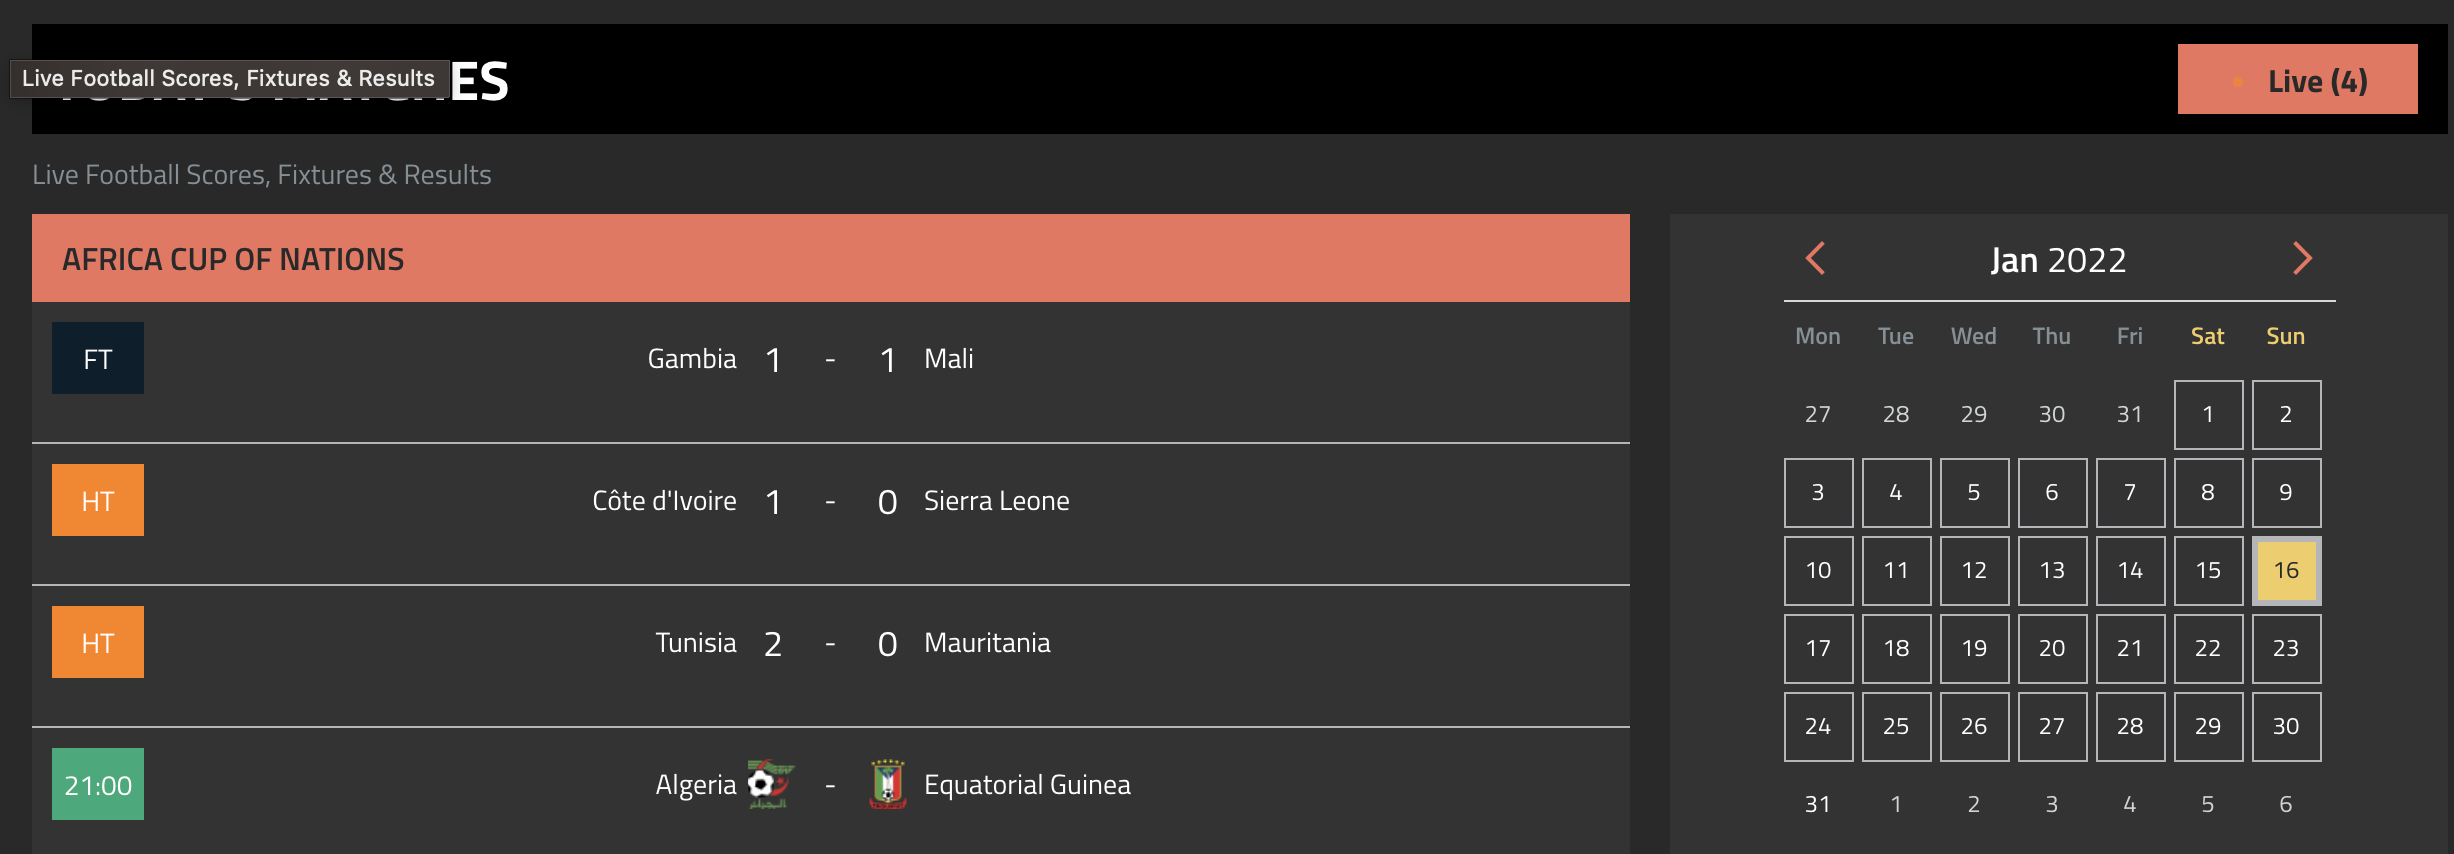 Live Football Scores, Fixtures & Results
ES
Live (4)
Live Football Scores, Fixtures & Results
AFRICA CUP OF NATIONS
FT Gambia 1 - 1 Mali
HT Côte d'Ivoire 1 - 0 Sierra Leone
HT Tunisia 2 - 0 Mauritania
21:00 Algeria - Equatorial Guinea
Jan 2022
Mon Tue Wed Thu Fri Sat Sun
27 28 29 30 31 1 2
3 4 5 6 7 8 9
10 11 12 13 14 15 16
17 18 19 20 21 22 23
24 25 26 27 28 29 30
31 1 2 3 4 5 6